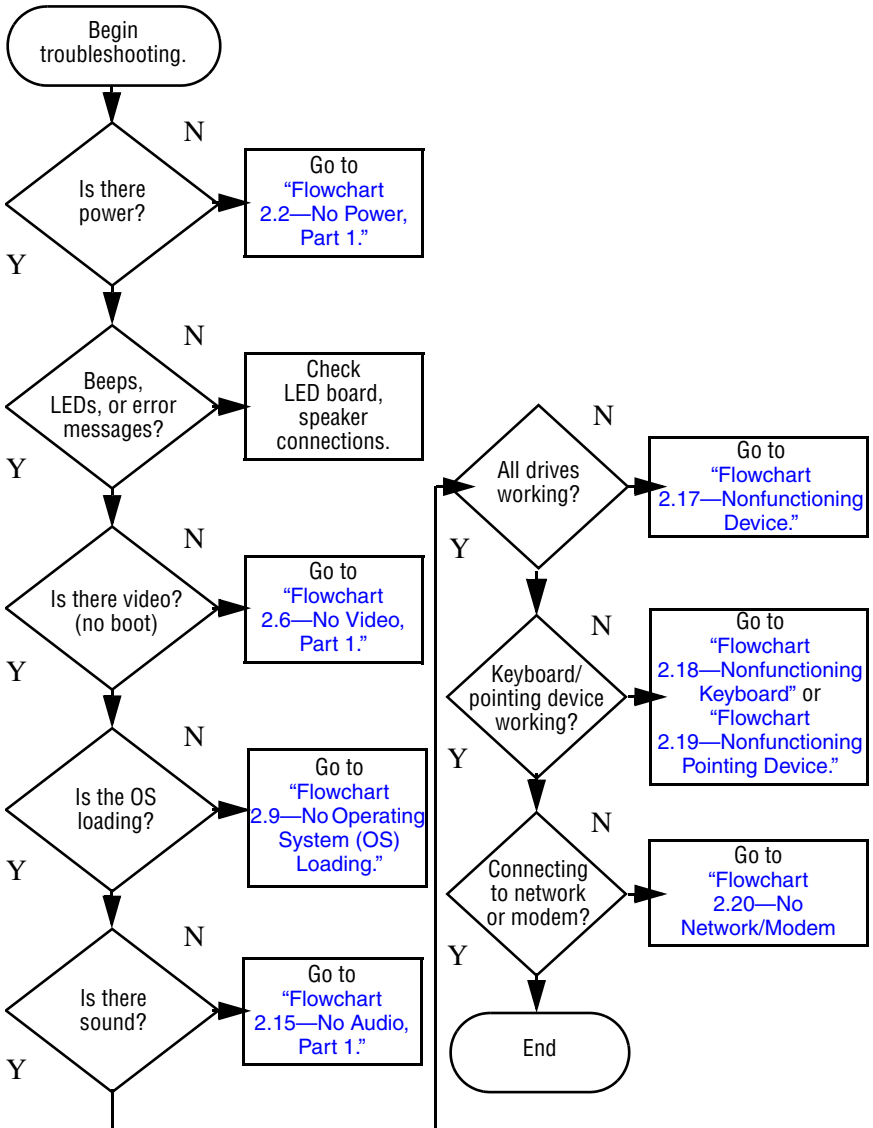 Begin
troubleshooting.
N
Is there
power?
Y
Go to
“Flowchart
2.2—No Power,
Part 1.”
N
Beeps,
LEDs, or error
messages?
Y
Check
LED board,
speaker
connections.
N
Is there video?
(no boot)
Y
Go to
“Flowchart
2.6—No Video,
Part 1.”
N
Is the OS
loading?
Y
Go to
“Flowchart
2.9—No Operating
System (OS)
Loading.”
N
Is there
sound?
Y
Go to
“Flowchart
2.15—No Audio,
Part 1.”
N
All drives
working?
Y
Go to
“Flowchart
2.17—Nonfunctioning
Device.”
N
Keyboard/
pointing device
working?
Y
Go to
“Flowchart
2.18—Nonfunctioning
Keyboard” or
“Flowchart
2.19—Nonfunctioning
Pointing Device.”
N
Connecting
to network
or modem?
Y
Go to
“Flowchart
2.20—No
Network/Modem
End